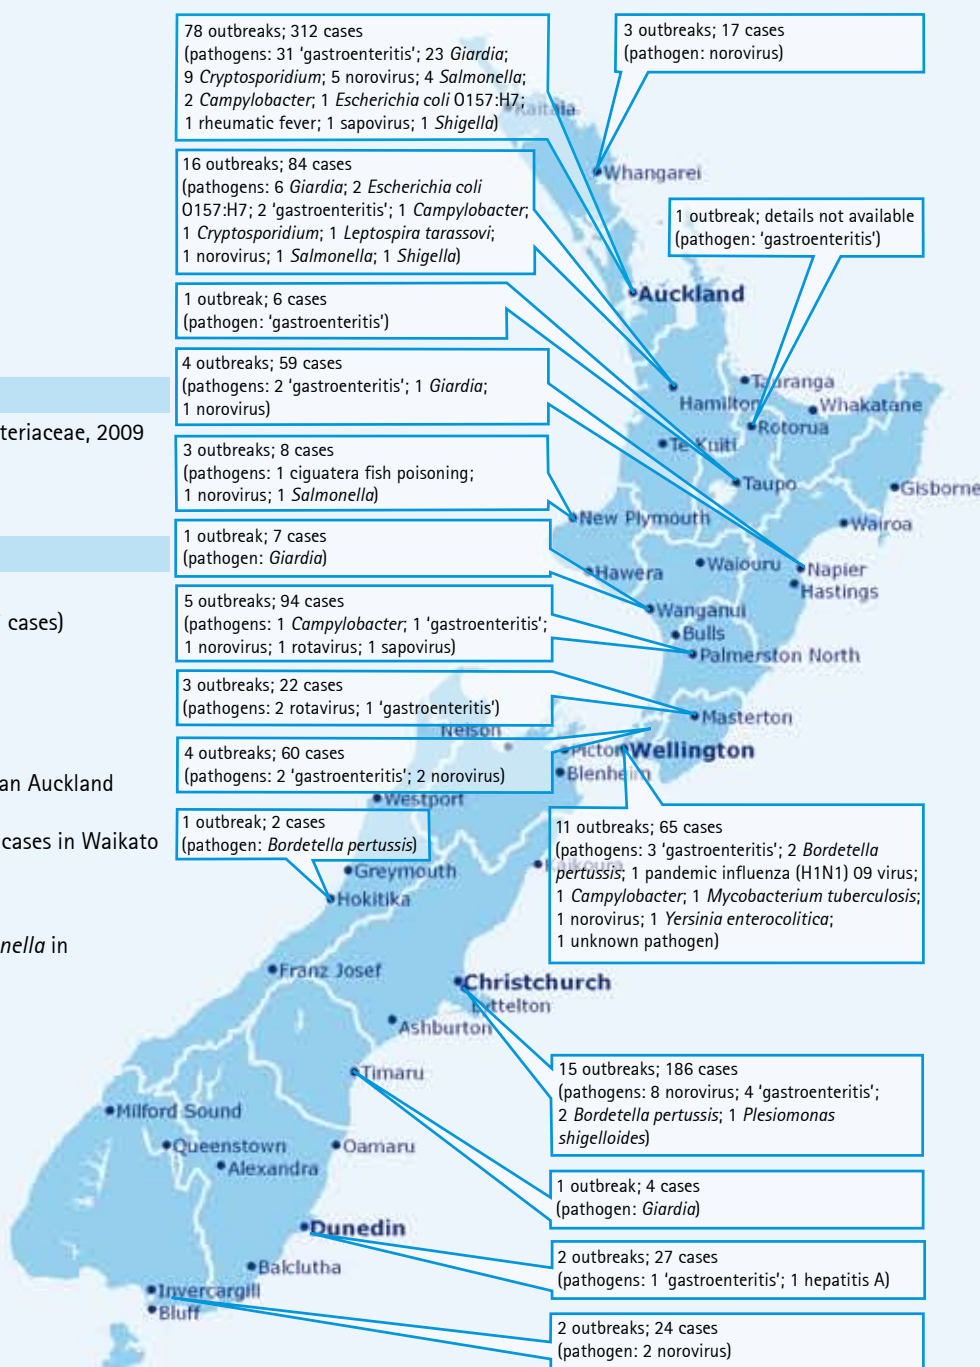 78 outbreaks; 312 cases
(pathogens: 31 ‘gastroenteritis’; 23 Giardia;
9 Cryptosporidium; 5 norovirus; 4 Salmonella;
2 Campylobacter; 1 Escherichia coli O157:H7;
1 rheumatic fever; 1 sapovirus; 1 Shigella)
3 outbreaks; 17 cases
(pathogen: norovirus)
Kaitaia
Whangarei
16 outbreaks; 84 cases
(pathogens: 6 Giardia; 2 Escherichia coli
O157:H7; 2 ‘gastroenteritis’; 1 Campylobacter;
1 Cryptosporidium; 1 Leptospira tarassovi;
1 norovirus; 1 Salmonella; 1 Shigella)
1 outbreak; details not available
(pathogen: ‘gastroenteritis’)
Auckland
1 outbreak; 6 cases
(pathogen: ‘gastroenteritis’)
4 outbreaks; 59 cases
(pathogens: 2 ‘gastroenteritis’; 1 Giardia;
1 norovirus)
Tauranga
Hamilton
Whakatane
Rotorua
Te Kuiti
teriaceae, 2009
3 outbreaks; 8 cases
(pathogens: 1 ciguatera fish poisoning;
1 norovirus; 1 Salmonella)
Taupo
Gisborne
New Plymouth
Wairoa
1 outbreak; 7 cases
(pathogen: Giardia)
Hawera
Waiouru
Napier
Hastings
cases)
5 outbreaks; 94 cases
(pathogens: 1 Campylobacter; 1 ‘gastroenteritis’;
1 norovirus; 1 rotavirus; 1 sapovirus)
Wanganui
Bulls
Palmerston North
3 outbreaks; 22 cases
(pathogens: 2 rotavirus; 1 ‘gastroenteritis’)
Masterton
Nelson
4 outbreaks; 60 cases
(pathogens: 2 ‘gastroenteritis’; 2 norovirus)
Picton
Wellington
Blenheim
an Auckland
Westport
1 outbreak; 2 cases
(pathogen: Bordetella pertussis)
cases in Waikato
11 outbreaks; 65 cases
(pathogens: 3 ‘gastroenteritis’; 2 Bordetella
pertussis; 1 pandemic influenza (H1N1) 09 virus;
1 Campylobacter; 1 Mycobacterium tuberculosis;
1 norovirus; 1 Yersinia enterocolitica;
1 unknown pathogen)
Kaikoura
Greymouth
Hokitika
nella in
Franz Josef
Christchurch
Lyttelton
Ashburton
Timaru
15 outbreaks; 186 cases
(pathogens: 8 norovirus; 4 ‘gastroenteritis’;
2 Bordetella pertussis; 1 Plesiomonas
shigelloides)
Milford Sound
Queenstown
Oamaru
Alexandra
1 outbreak; 4 cases
(pathogen: Giardia)
Dunedin
2 outbreaks; 27 cases
(pathogens: 1 ‘gastroenteritis’; 1 hepatitis A)
Balclutha
Invercargill
Bluff
2 outbreaks; 24 cases
(pathogen: 2 norovirus)